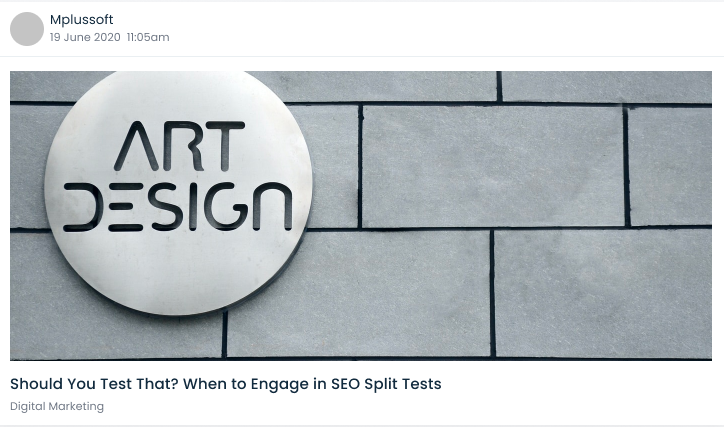 Mplussoft
19 June 2020 11:05am
ART
DESIGN
Should You Test That? When to Engage in SEO Split Tests
Digital Marketing